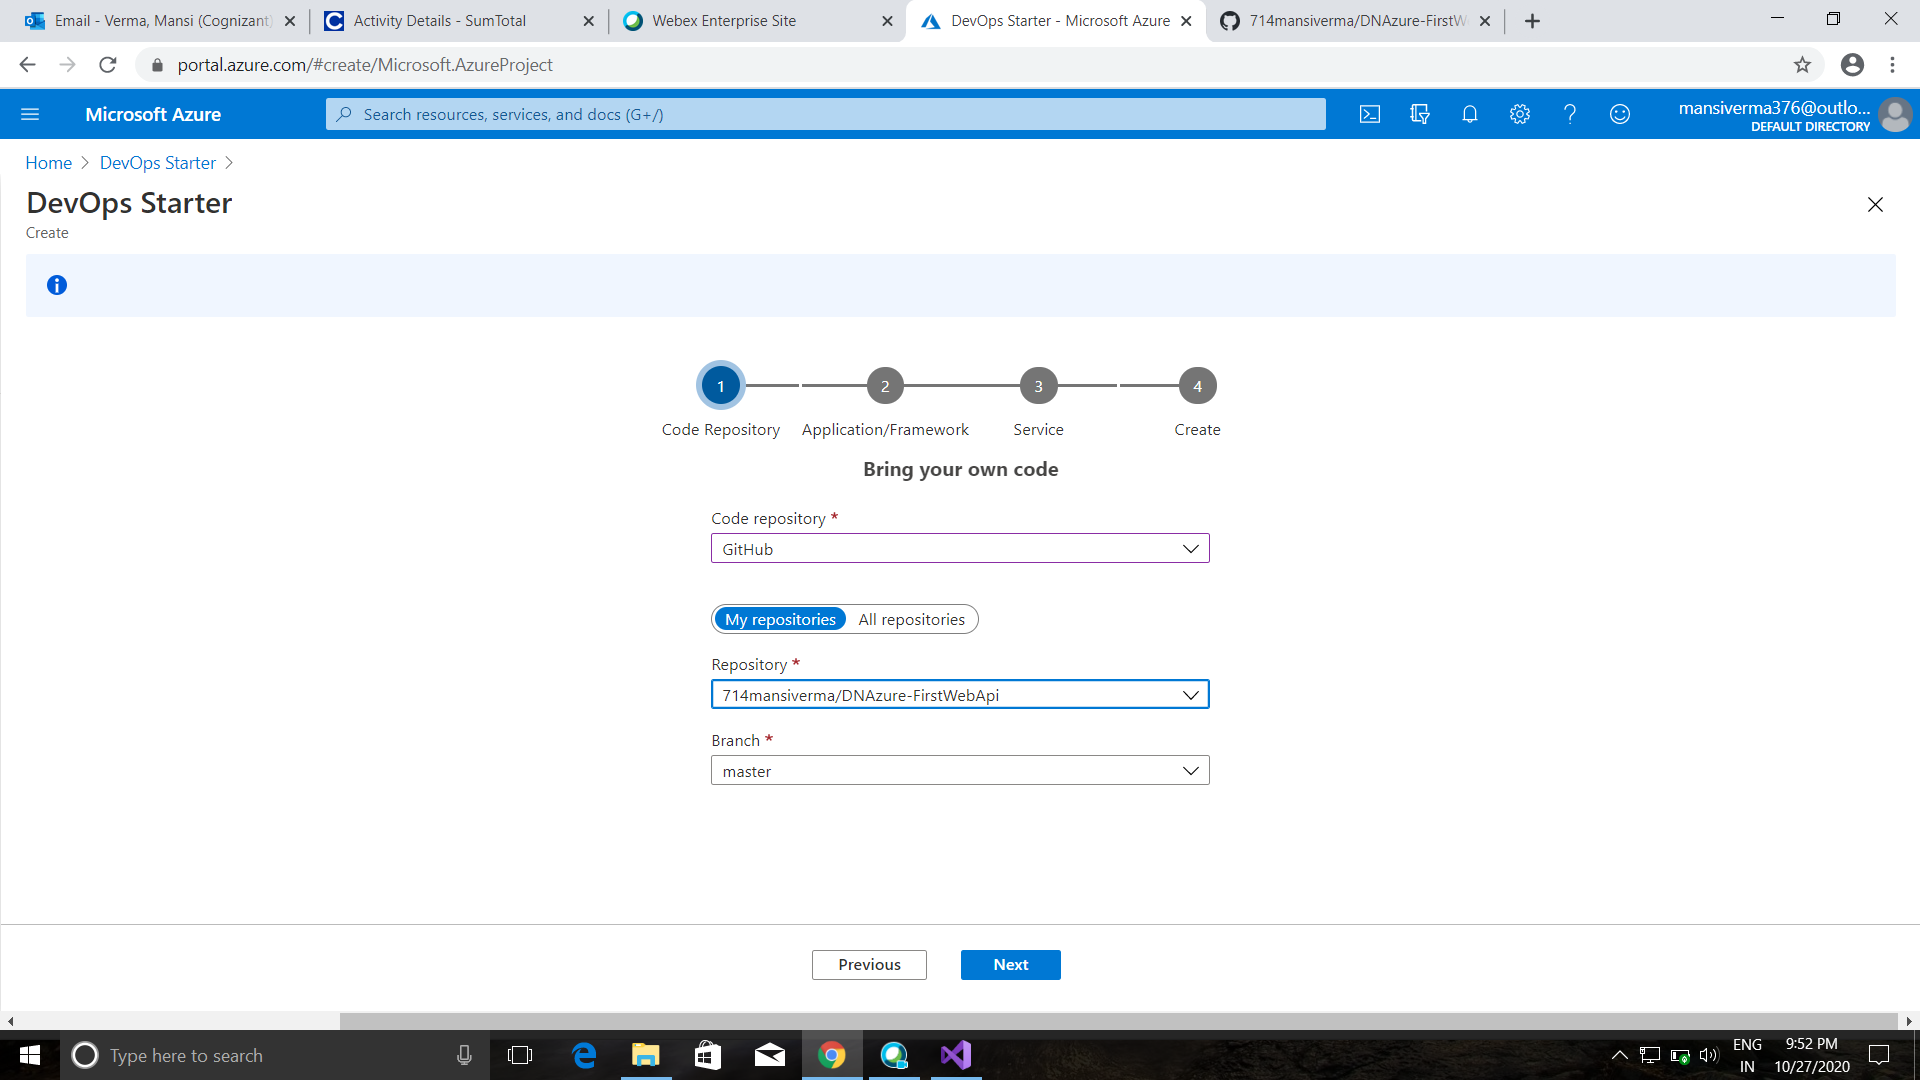 Email - Verma, Mansi (Cognizant)
Activity Details - SumTotal
Webex Enterprise Site
DevOps Starter - Microsoft Azure
714mansiverma/DNAzure-FirstW
portal.azure.com/#create/Microsoft.AzureProject
Microsoft Azure
Search resources, services, and docs (G+/)
mansiverma376@outlo...
DEFAULT DIRECTORY
Home > DevOps Starter >
DevOps Starter
Create
1
2
3
4
Code Repository
Application/Framework
Service
Create
Bring your own code
Code repository *
GitHub
My repositories
All repositories
Repository *
714mansiverma/DNAzure-FirstWebApi
Branch *
master
Previous
Next
Type here to search
ENG
IN
9:52 PM
10/27/2020